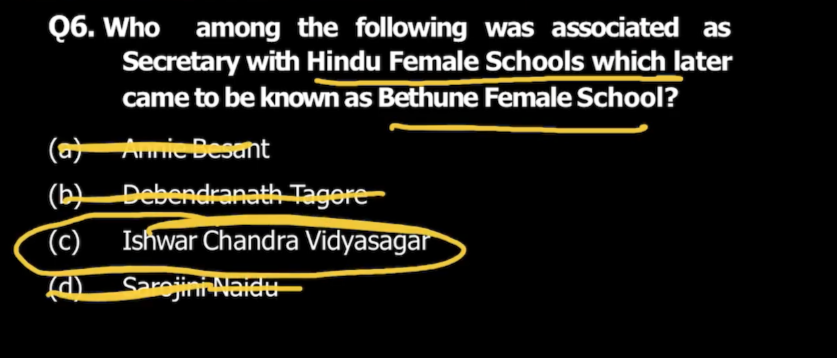 Q6. Who among the following was associated as
Secretary with Hindu Female Schools which later
came to be known as Bethune Female School?
(a) Annie Besant
(b) Debendranath Tagore
(c) Ishwar Chandra Vidyasagar
(d) Sarojini Naidu